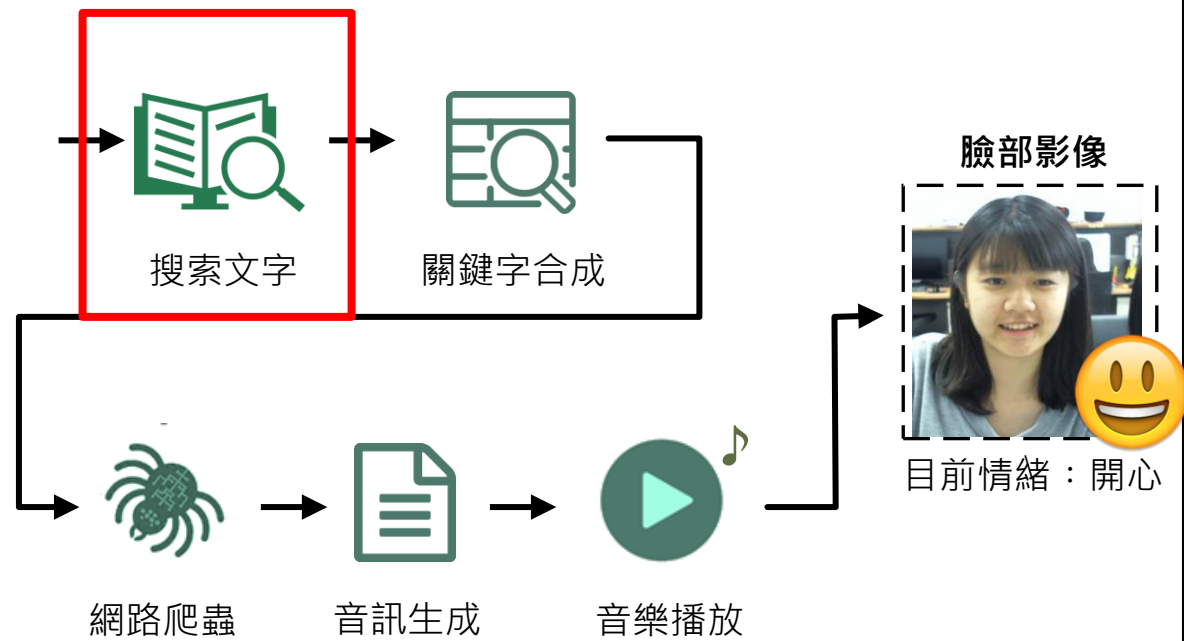 搜索文字
關鍵字合成
臉部影像
目前情緒：開心
網路爬蟲
音訊生成
音樂播放